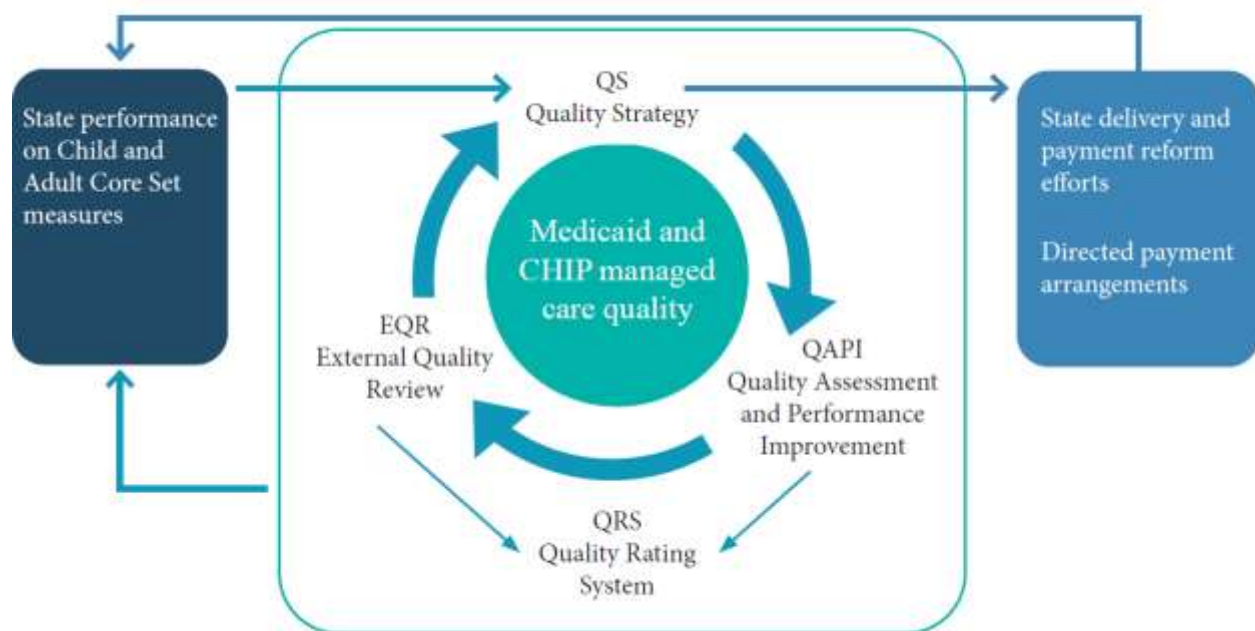 State performance
on Child and
Adult Core Set
measures
QS
Quality Strategy
State delivery and
payment reform
efforts
Directed payment
arrangements
Medicaid and
CHIP managed
care quality
EQR
External Quality
Review
QAPI
Quality Assessment
and Performance
Improvement
QRS
Quality Rating
System